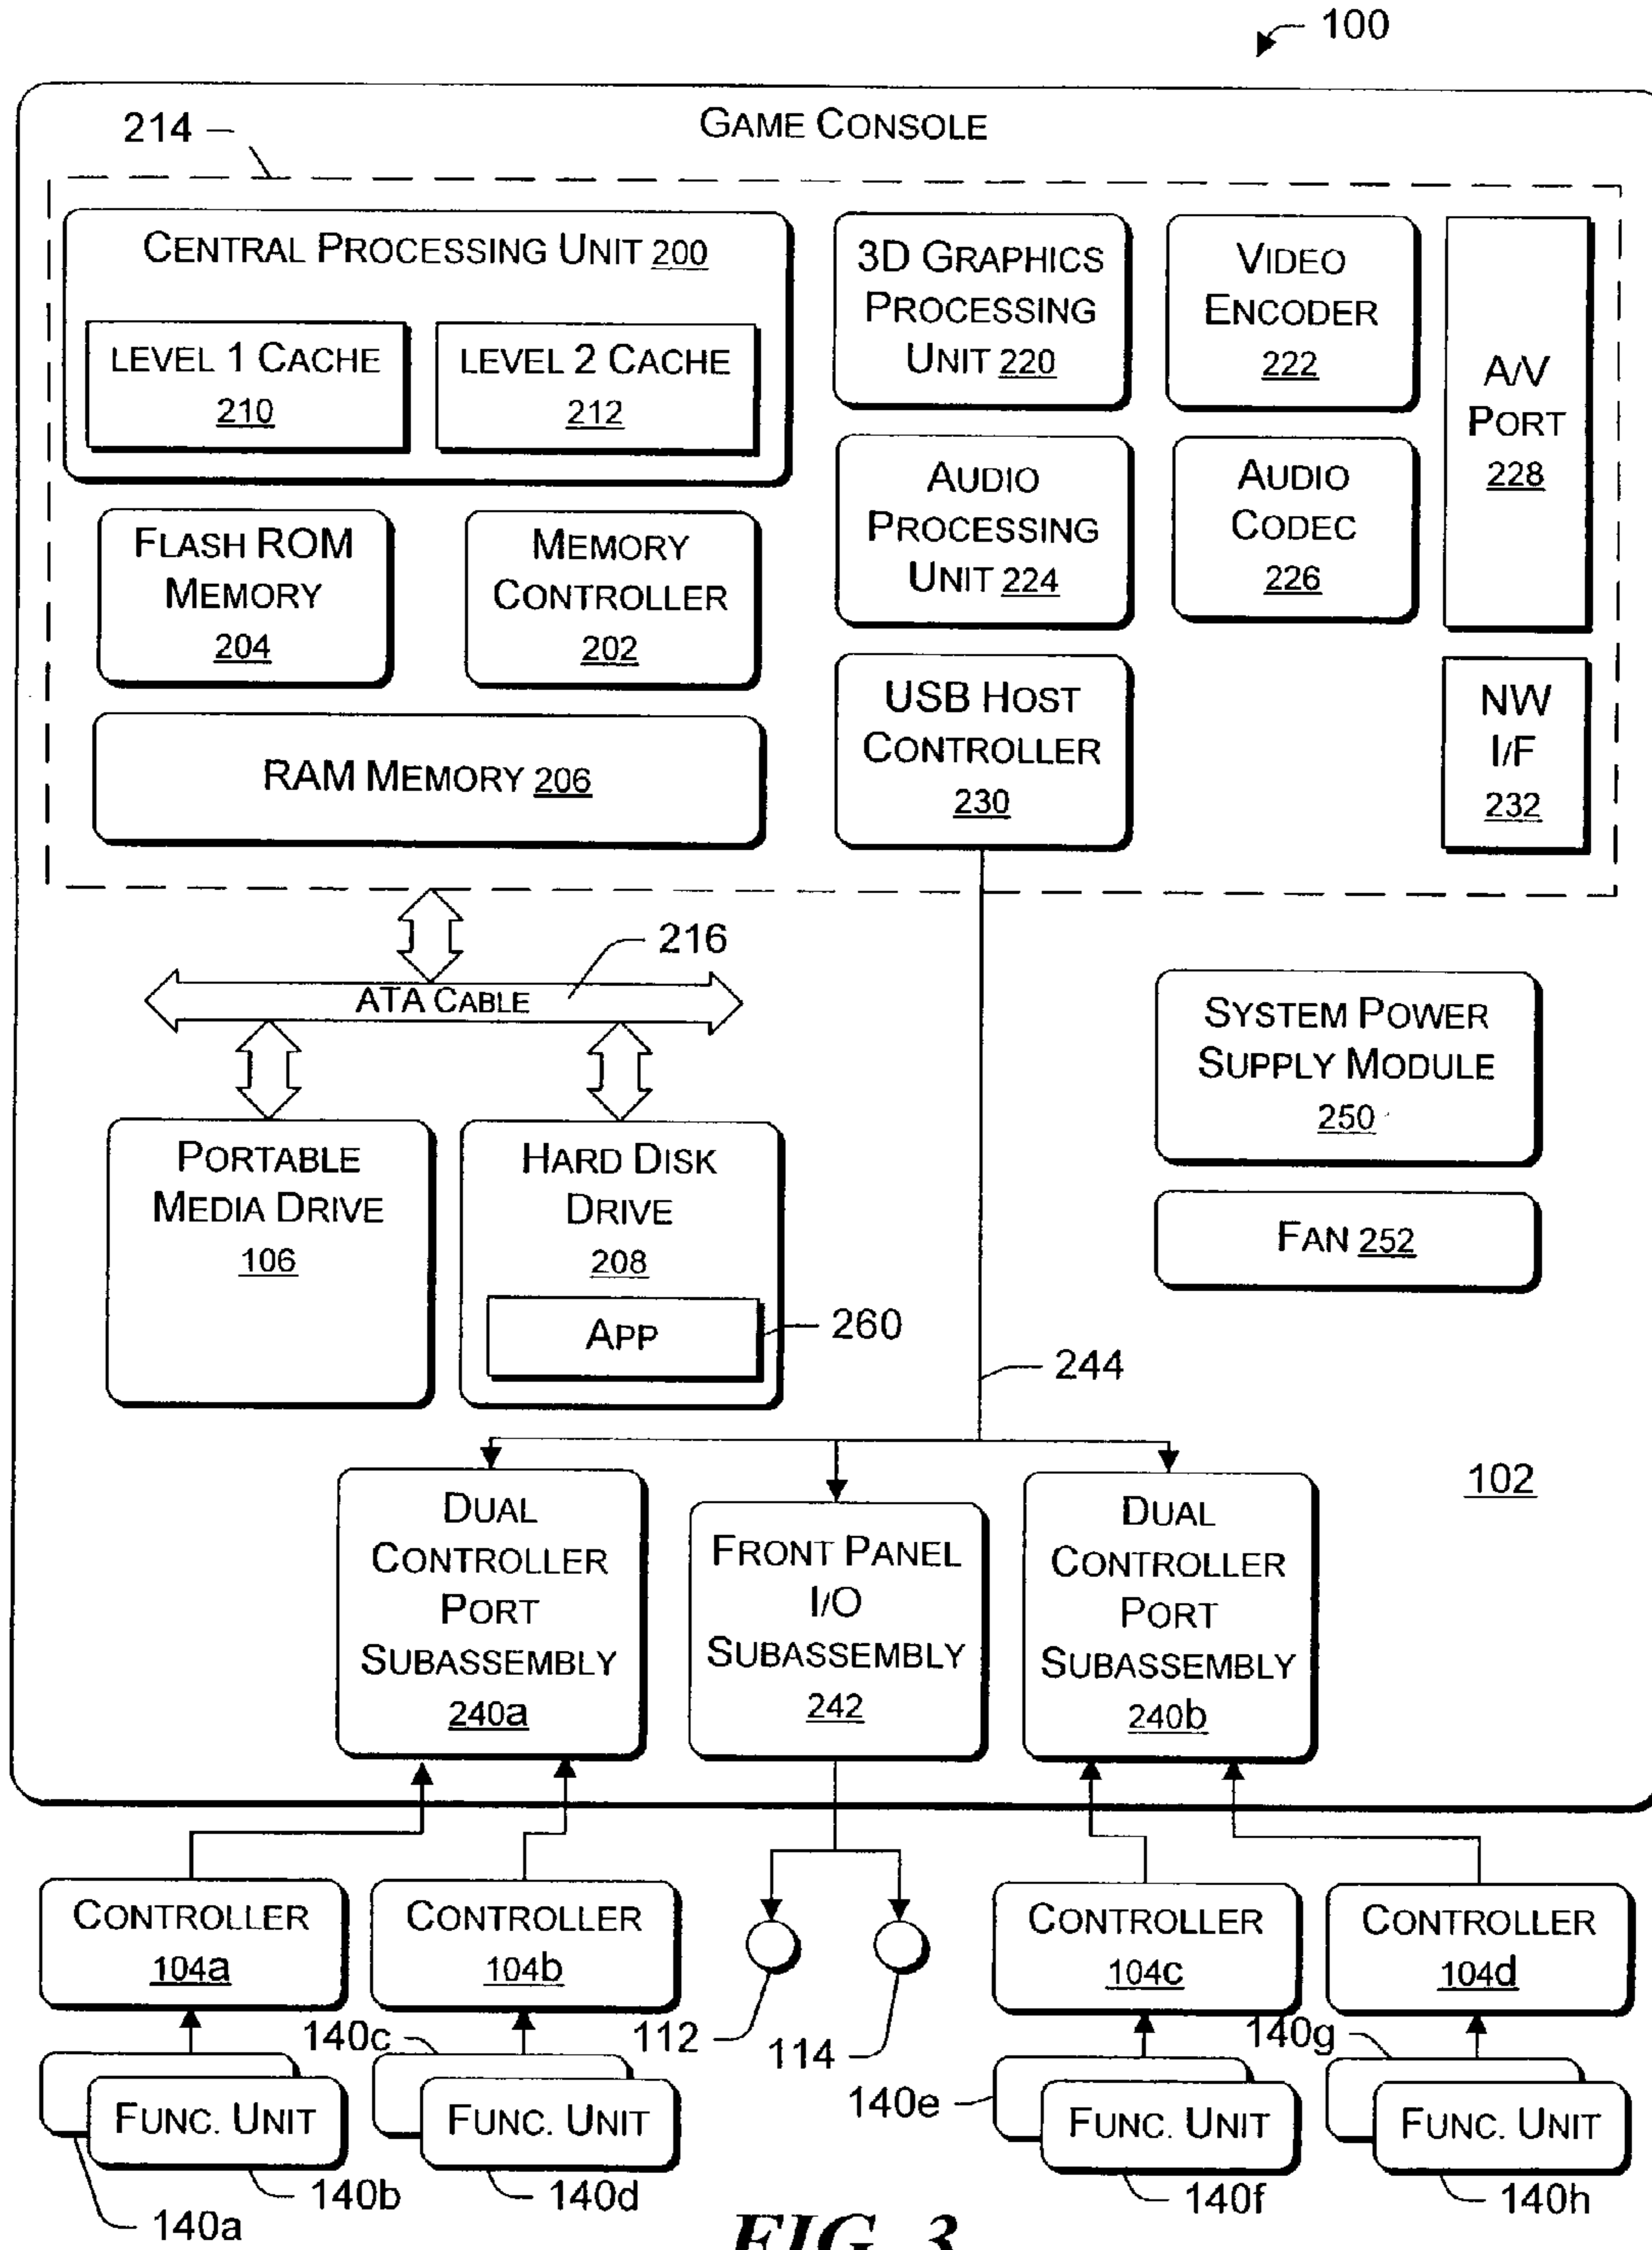 100
GAME CONSOLE
214
CENTRAL PROCESSING UNIT 200
LEVEL 1 CACHE
210
LEVEL 2 CACHE
212
3D GRAPHICS
PROCESSING
UNIT 220
VIDEO
ENCODER
222
A/V
PORT
228
FLASH ROM
MEMORY
204
MEMORY
CONTROLLER
202
AUDIO
PROCESSING
UNIT 224
AUDIO
CODEC
226
RAM MEMORY 206
USB HOST
CONTROLLER
230
NW
I/F
232
216
ATA CABLE
SYSTEM POWER
SUPPLY MODULE
250
PORTABLE
MEDIA DRIVE
106
HARD DISK
DRIVE
208
APP
260
FAN 252
244
DUAL
CONTROLLER
PORT
SUBASSEMBLY
240a
FRONT PANEL
I/O
SUBASSEMBLY
242
DUAL
CONTROLLER
PORT
SUBASSEMBLY
240b
102
CONTROLLER
104a
CONTROLLER
104b
CONTROLLER
104c
CONTROLLER
104d
140c
112
114
140g
140e
FUNC. UNIT
FUNC. UNIT
FUNC. UNIT
FUNC. UNIT
140a
140b
140d
140f
140h
FIG. 3